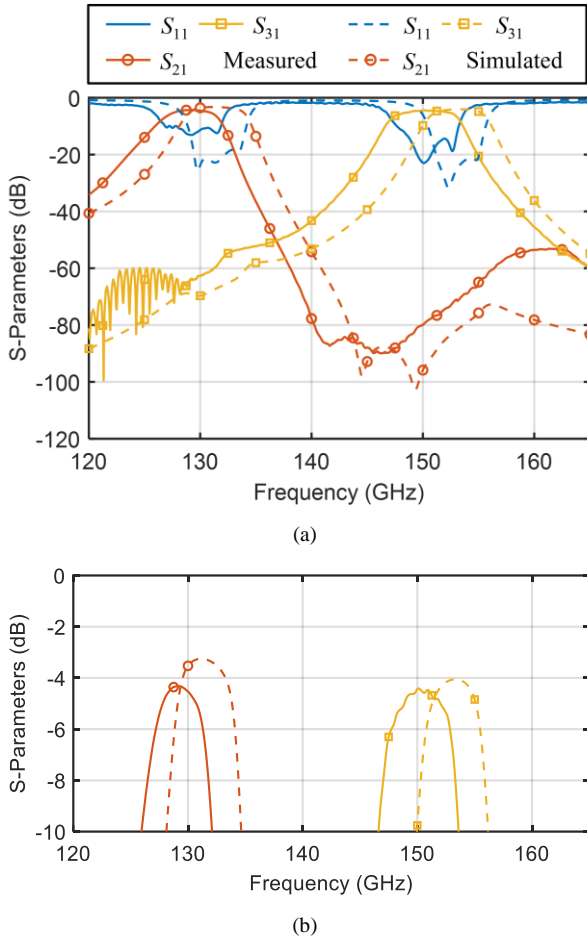 S11 S31 S11 S31
S21 Measured S21 Simulated
0
-20
-40
-60
-80
-100
-120
S-Parameters (dB)
120 130 140 150 160
Frequency (GHz)
(a)
0
-2
-4
-6
-8
-10
S-Parameters (dB)
120 130 140 150 160
Frequency (GHz)
(b)